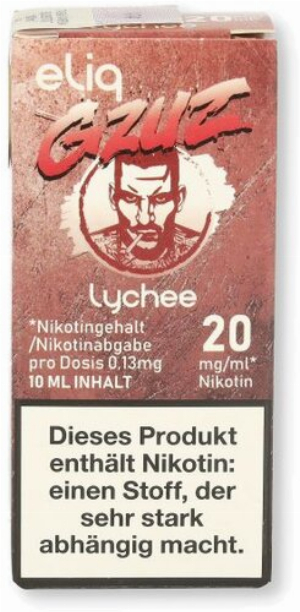 eliq
GZUZ
Lychee
*Nikotingehalt
/Nikotinabgabe
pro Dosis 0,13mg
10 ML INHALT
20
mg/ml*
Nikotin
Dieses Produkt
enthält Nikotin:
einen Stoff, der
sehr stark
abhängig macht.